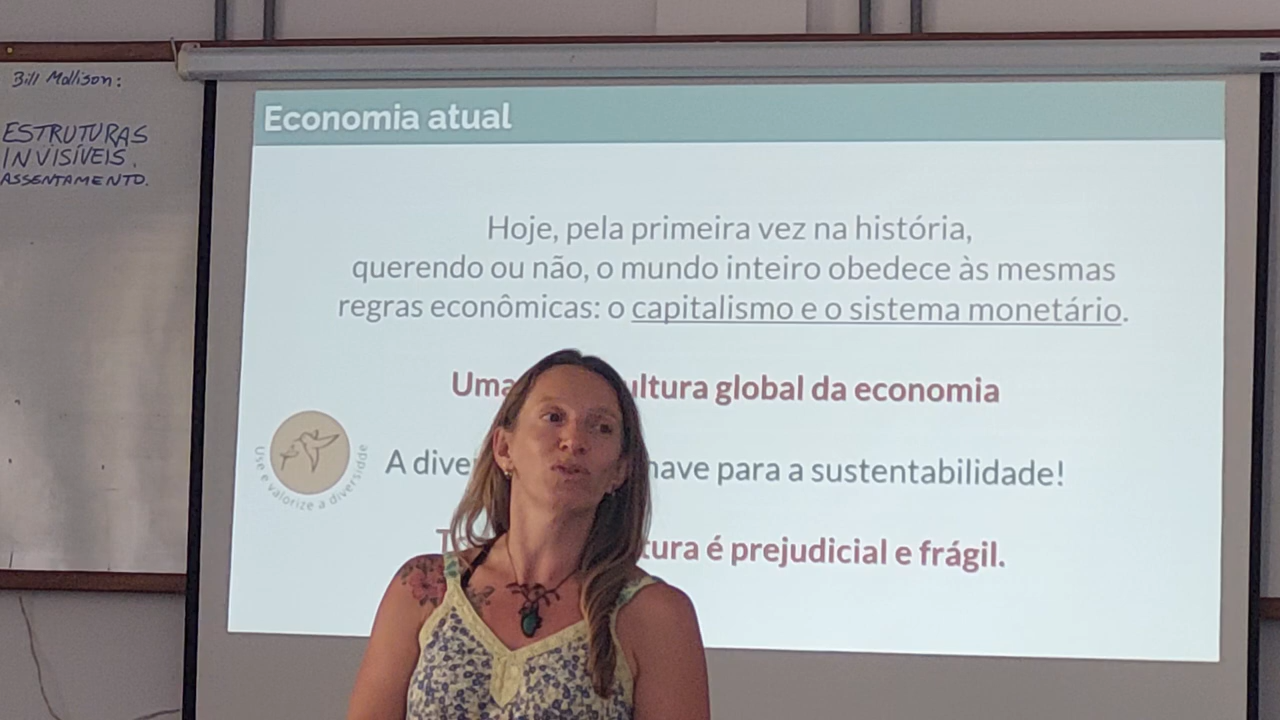 Bill Mollison:
ESTRUTURAS
INVISÍVEIS.
ASSENTAMENTO.
Economia atual
Hoje, pela primeira vez na história,
querendo ou não, o mundo inteiro obedece às mesmas
regras econômicas: o capitalismo e o sistema monetário.
Uma ultura global da economia
A dive have para a sustentabilidade!
T tura é prejudicial e frágil.
Use e valorize a diversidde